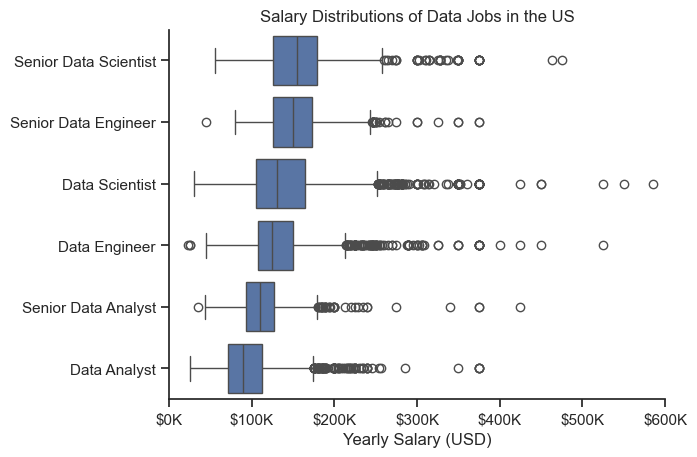 Salary Distributions of Data Jobs in the US
Senior Data Scientist
Senior Data Engineer
Data Scientist
Data Engineer
Senior Data Analyst
Data Analyst
$0K $100K $200K $300K $400K $500K $600K
Yearly Salary (USD)